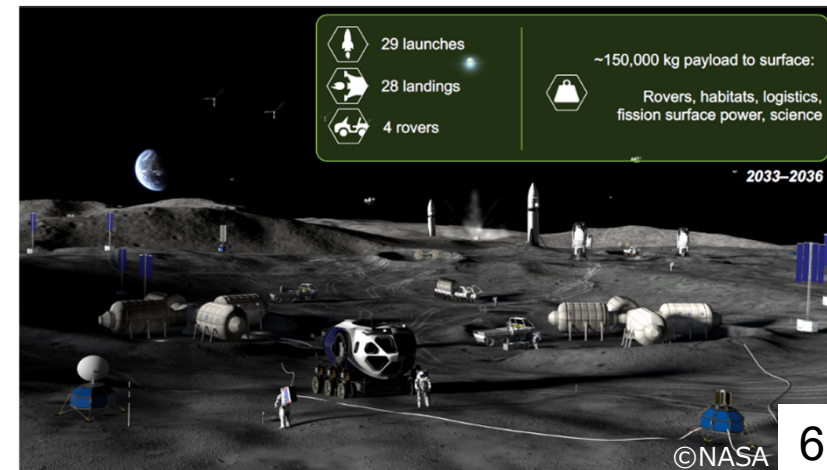 29 launches
28 landings
4 rovers
~150,000 kg payload to surface:
Rovers, habitats, logistics,
fission surface power, science
2033–2036
©NASA
6